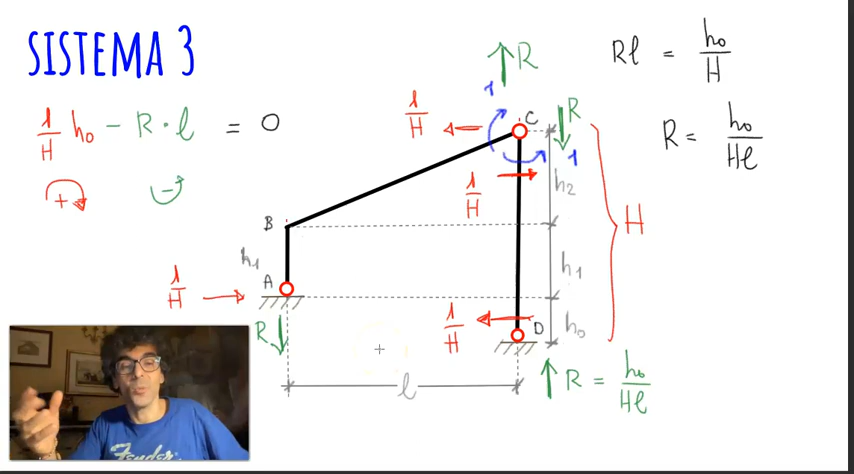 SISTEMA 3
1/H h₀ - R · l = 0
+
-
Rl = h₀/H
R = h₀/Hl
R
1/H
1
C
R
1
1/H
h₂
H
B
h₁
A
h₁
1/H
R
1/H
D
h₀
l
R = h₀/Hl
Fender